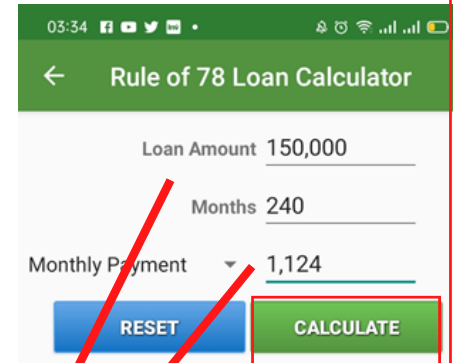 03:34
← Rule of 78 Loan Calculator
Loan Amount 150,000
Months 240
Monthly Payment 1,124
RESET CALCULATE